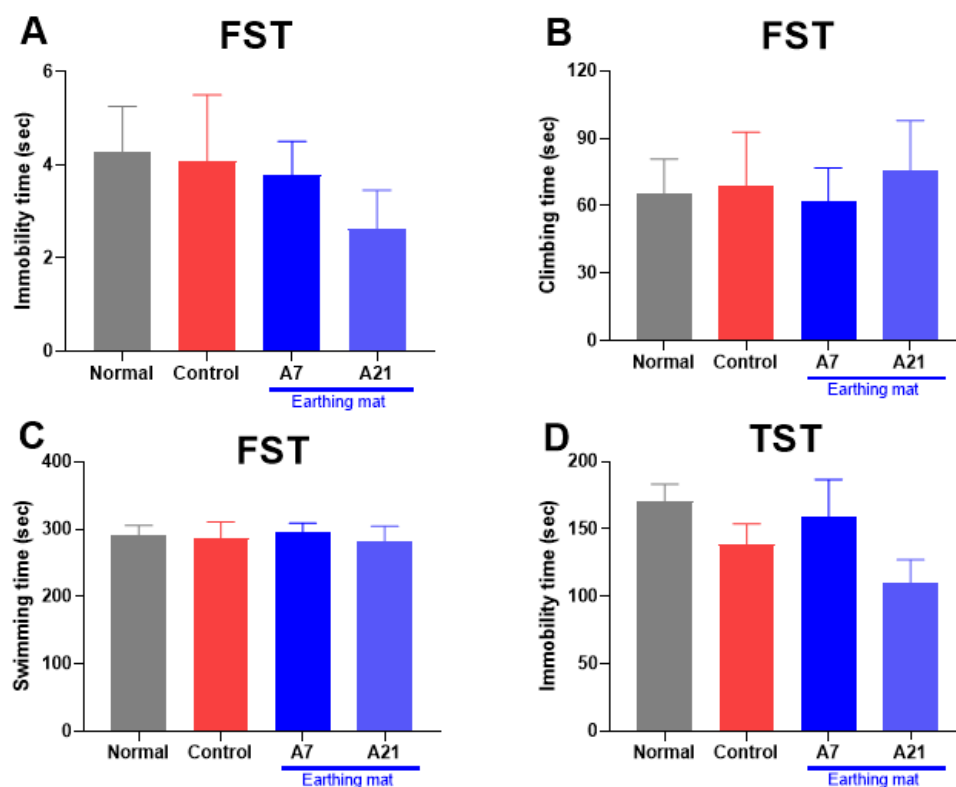 A
FST
Immobility time (sec)
6
4
2
0
Normal Control A7 A21
Earthing mat
B
FST
Climbing time (sec)
120
90
60
30
0
Normal Control A7 A21
Earthing mat
C
FST
Swimming time (sec)
400
300
200
100
0
Normal Control A7 A21
Earthing mat
D
TST
Immobility time (sec)
200
150
100
50
0
Normal Control A7 A21
Earthing mat